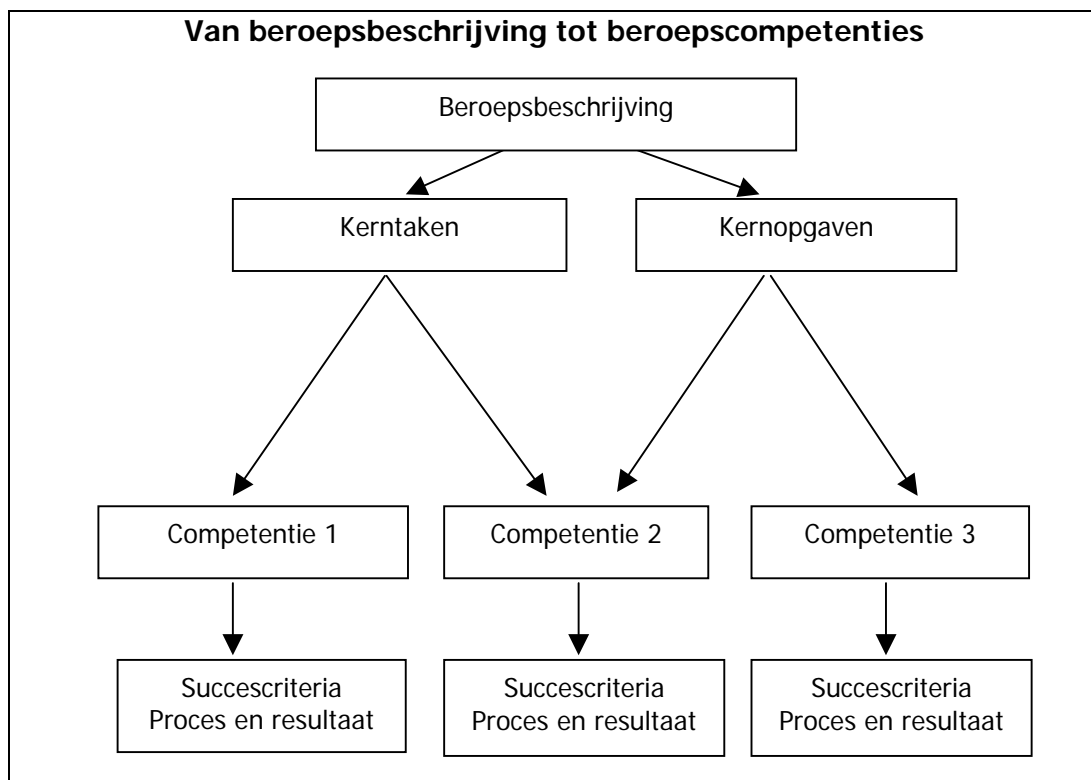 Van beroepsbeschrijving tot beroepscompetenties
Beroepsbeschrijving
Kerntaken
Kernopgaven
Competentie 1
Competentie 2
Competentie 3
Succescriteria
Proces en resultaat
Succescriteria
Proces en resultaat
Succescriteria
Proces en resultaat